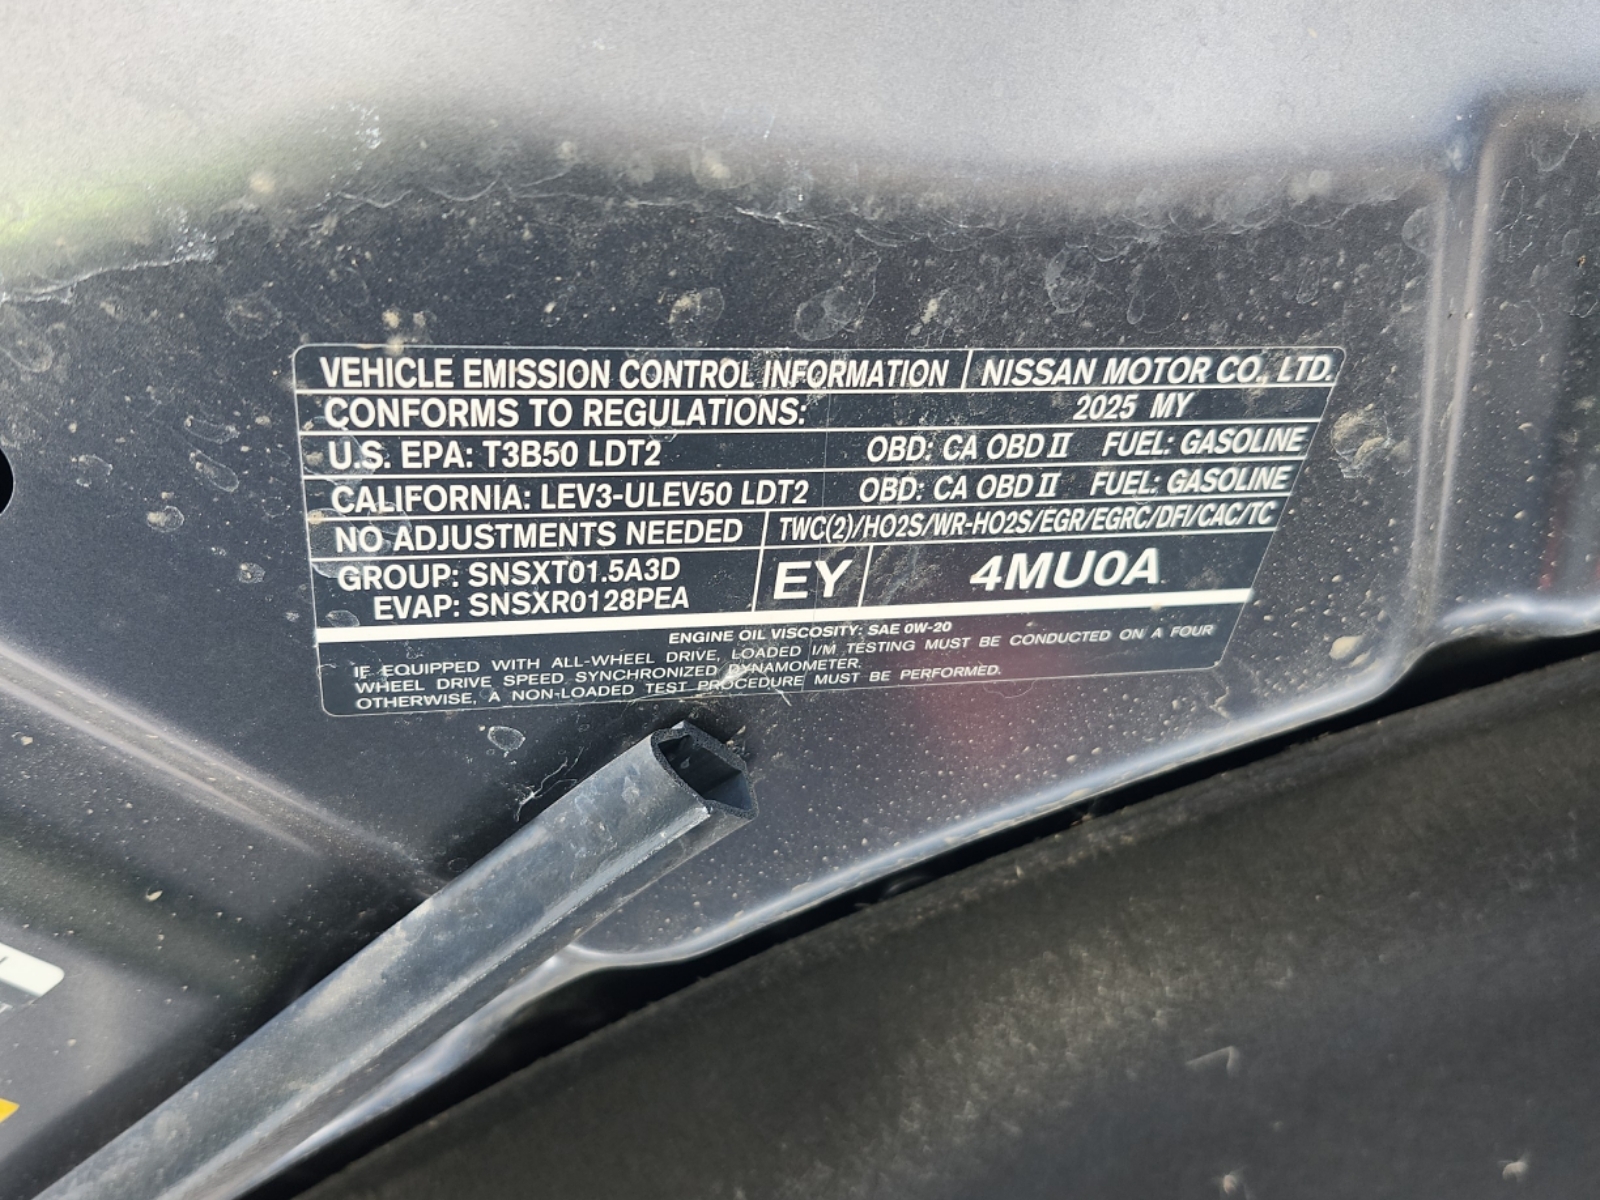 VEHICLE EMISSION CONTROL INFORMATION NISSAN MOTOR CO., LTD.
CONFORMS TO REGULATIONS: 2025 MY
U.S. EPA: T3B50 LDT2 OBD: CA OBD II FUEL: GASOLINE
CALIFORNIA: LEV3-ULEV50 LDT2 OBD: CA OBD II FUEL: GASOLINE
NO ADJUSTMENTS NEEDED TWC(2)/HO2S/WR-HO2S/EGR/EGRC/DFI/CAC/TC
GROUP: SNSXT01.5A3D EY 4MU0A
EVAP: SNSXR0128PEA
ENGINE OIL VISCOSITY: SAE 0W-20
IF EQUIPPED WITH ALL-WHEEL DRIVE, LOADED I/M TESTING MUST BE CONDUCTED ON A FOUR
WHEEL DRIVE SPEED SYNCHRONIZED DYNAMOMETER.
OTHERWISE, A NON-LOADED TEST PROCEDURE MUST BE PERFORMED.